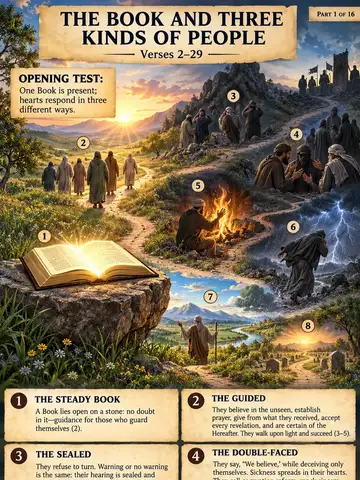 THE BOOK AND THREE
KINDS OF PEOPLE
Verses 2–29
PART 1 OF 16
OPENING TEST:
One Book is present;
hearts respond in three
different ways.
1
2
3
4
5
6
7
8
1 THE STEADY BOOK
A Book lies open on a stone: no doubt
in it—guidance for those who guard
themselves (2).
2 THE GUIDED
They believe in the unseen, establish
prayer, give from what they received, accept
every revelation, and are certain of
the Hereafter. They walk upon light and succeed (3–5).
3 THE SEALED
They refuse to turn. Warning or no warning
is the same: their hearing is sealed and
4 THE DOUBLE-FACED
They say, "We believe,' while deceiving only
themselves. Sickness spreads in their hearts.